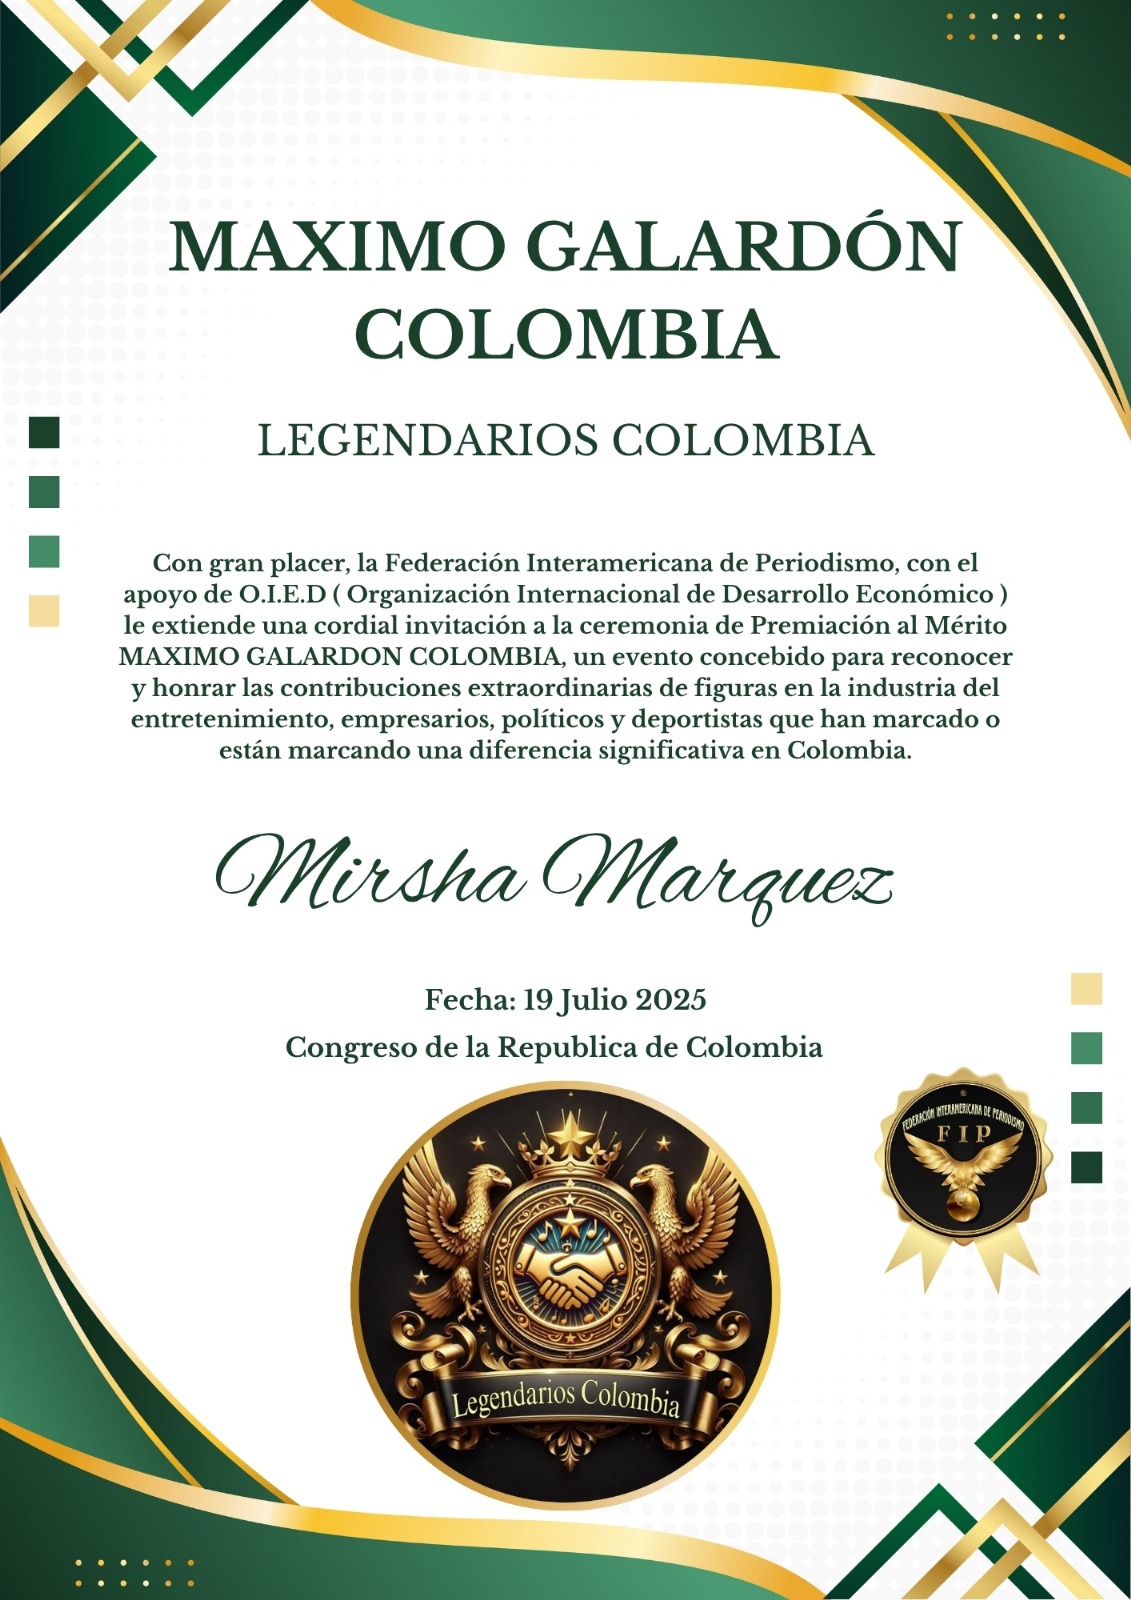 MAXIMO GALARDÓN
COLOMBIA
LEGENDARIOS COLOMBIA
Con gran placer, la Federación Interamericana de Periodismo, con el
apoyo de O.I.E.D ( Organización Internacional de Desarrollo Económico )
le extiende una cordial invitación a la ceremonia de Premiación al Mérito
MAXIMO GALARDON COLOMBIA, un evento concebido para reconocer
y honrar las contribuciones extraordinarias de figuras en la industria del
entretenimiento, empresarios, políticos y deportistas que han marcado o
están marcando una diferencia significativa en Colombia.
Mirsha Marquez
Fecha: 19 Julio 2025
Congreso de la Republica de Colombia
FEDERACIÓN INTERAMERICANA DE PERIODISMO
FIP
Legendarios Colombia